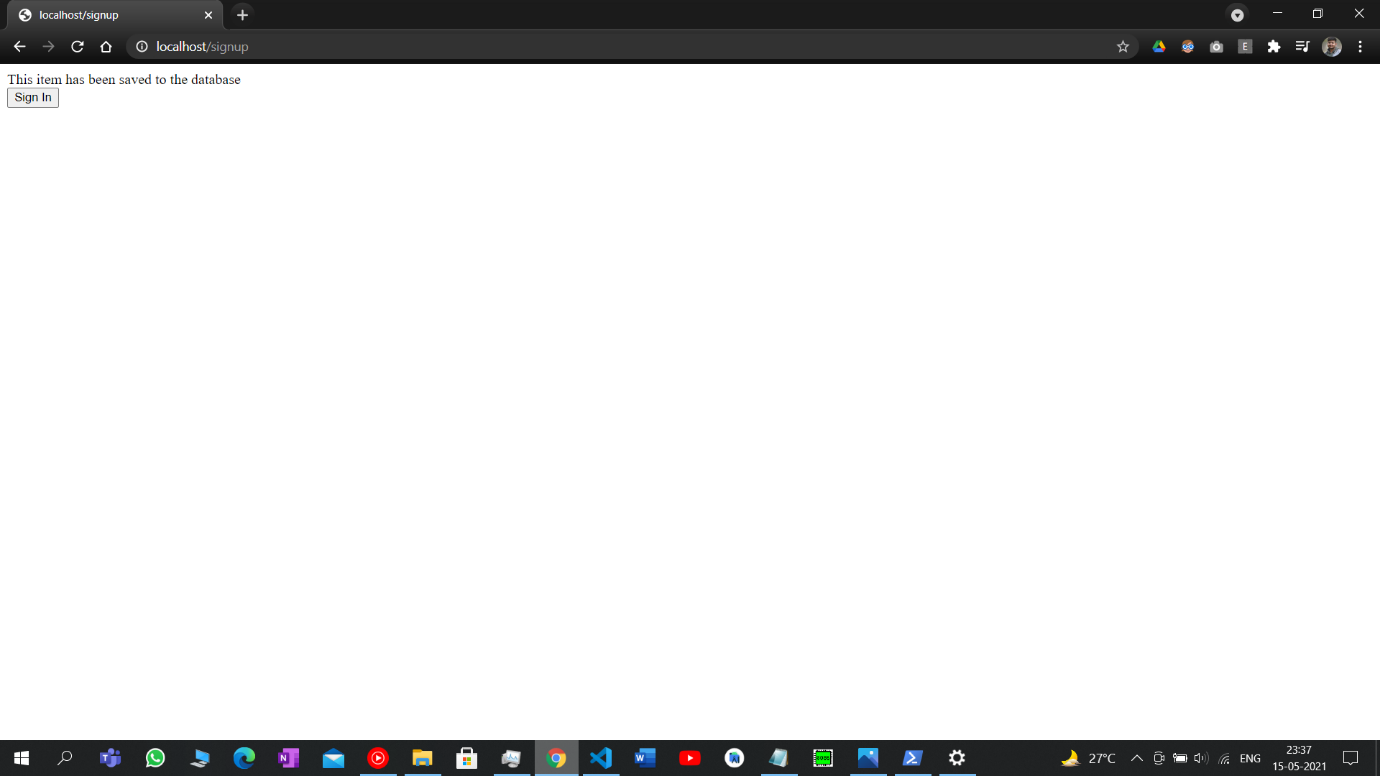 localhost/signup
localhost/signup
E
This item has been saved to the database
Sign In
27°C
ENG
23:37
15-05-2021